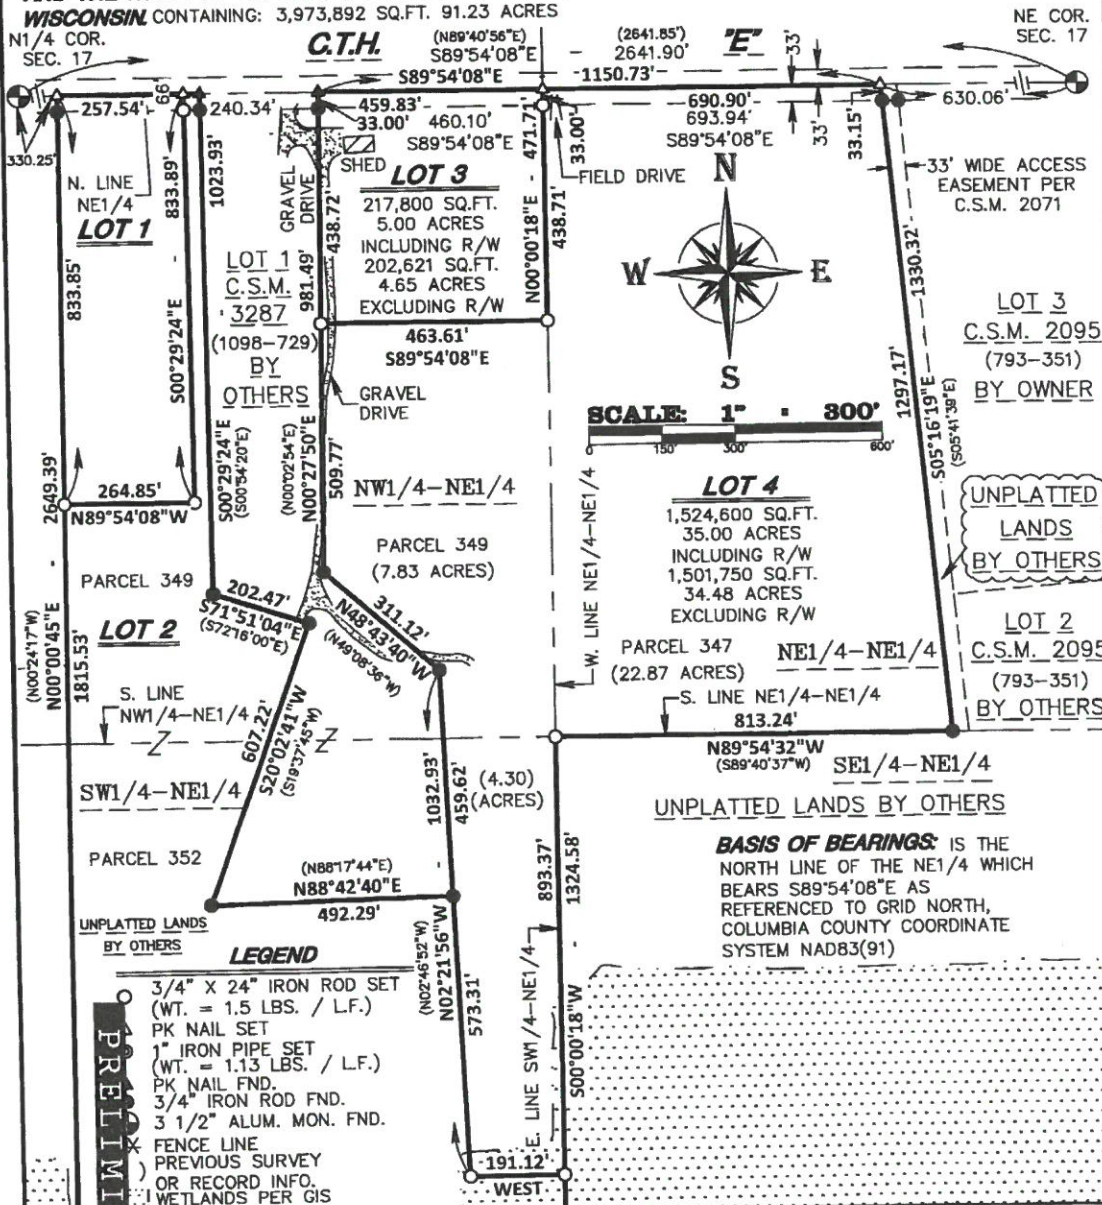 WISCONSIN. CONTAINING: 3,973,892 SQ.FT. 91.23 ACRES
N1/4 COR.
SEC. 17
C.T.H.
(N89°40'56"E)
S89°54'08"E
(2641.85')
2641.90'
"E"
33'
NE COR.
SEC. 17
S89°54'08"E
1150.73'
257.54'
66'
240.34'
459.83'
33.00'
460.10'
S89°54'08"E
471.71'
33.00'
690.90'
693.94'
S89°54'08"E
33'
33.15'
630.06'
330.25'
N. LINE
NE1/4
LOT 1
833.89'
1023.93'
GRAVEL
DRIVE
SHED
LOT 3
217,800 SQ.FT.
5.00 ACRES
INCLUDING R/W
202,621 SQ.FT.
4.65 ACRES
EXCLUDING R/W
438.72'
981.49'
N00°00'18"E
438.71'
FIELD DRIVE
N
W
E
S
33' WIDE ACCESS
EASEMENT PER
C.S.M. 2071
1330.32'
833.85'
S00°29'24"E
LOT 1
C.S.M.
3287
(1098-729)
BY
OTHERS
463.61'
S89°54'08"E
GRAVEL
DRIVE
LOT 3
C.S.M. 2095
(793-351)
BY OWNER
1297.17'
S05°16'19"E
(S05°41'39"E)
SCALE: 1" = 300'
0 150' 300' 600'
2649.39'
264.85'
N89°54'08"W
S00°29'24"E
(S00°54'20"E)
(N00°02'54"E)
N00°27'50"E
509.77'
NW1/4-NE1/4
W. LINE NE1/4-NE1/4
LOT 4
1,524,600 SQ.FT.
35.00 ACRES
INCLUDING R/W
1,501,750 SQ.FT.
34.48 ACRES
EXCLUDING R/W
UNPLATTED
LANDS
BY OTHERS
PARCEL 349
PARCEL 349
(7.83 ACRES)
202.47'
S71°51'04"E
(S72°16'00"E)
311.12'
N48°43'40"W
(N49°08'36"W)
LOT 2
(N00°24'17"W)
N00°00'45"E
1815.53'
PARCEL 347
(22.87 ACRES)
NE1/4-NE1/4
LOT 2
C.S.M. 2095
(793-351)
BY OTHERS
S. LINE
NW1/4-NE1/4
607.22'
S20°02'41"W
(S19°37'45"W)
S. LINE NE1/4-NE1/4
813.24'
N89°54'32"W
(S89°40'37"W)
SE1/4-NE1/4
UNPLATTED LANDS BY OTHERS
SW1/4-NE1/4
1032.93'
459.62'
(4.30)
(ACRES)
PARCEL 352
(N88°17'44"E)
N88°42'40"E
492.29'
893.37'
1324.58'
BASIS OF BEARINGS: IS THE
NORTH LINE OF THE NE1/4 WHICH
BEARS S89°54'08"E AS
REFERENCED TO GRID NORTH,
COLUMBIA COUNTY COORDINATE
SYSTEM NAD83(91)
UNPLATTED LANDS
BY OTHERS
(N02°46'52"W)
N02°21'56"W
573.31'
E. LINE SW1/4-NE1/4
S00°00'18"W
LEGEND
3/4" X 24" IRON ROD SET
(WT. = 1.5 LBS. / L.F.)
PK NAIL SET
1" IRON PIPE SET
(WT. = 1.13 LBS. / L.F.)
PK NAIL FND.
3/4" IRON ROD FND.
3 1/2" ALUM. MON. FND.
FENCE LINE
PREVIOUS SURVEY
OR RECORD INFO.
WETLANDS PER GIS
PRELIMI
191.12'
WEST